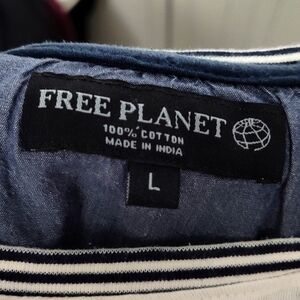 FREE PLANET
100% COTTON
MADE IN INDIA
L